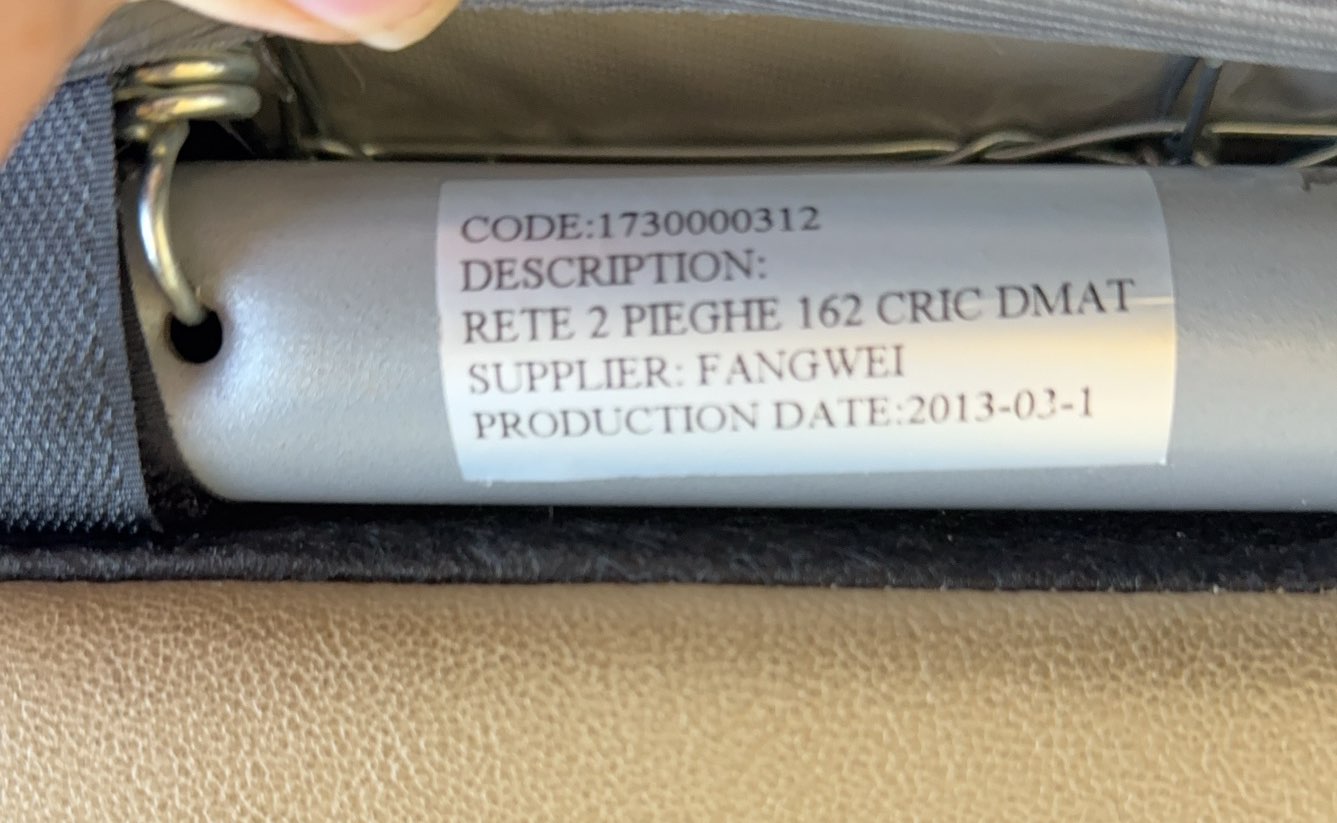 CODE:1730000312
DESCRIPTION:
RETE 2 PIEGHE 162 CRIC DMAT
SUPPLIER: FANGWEI
PRODUCTION DATE:2013-03-1